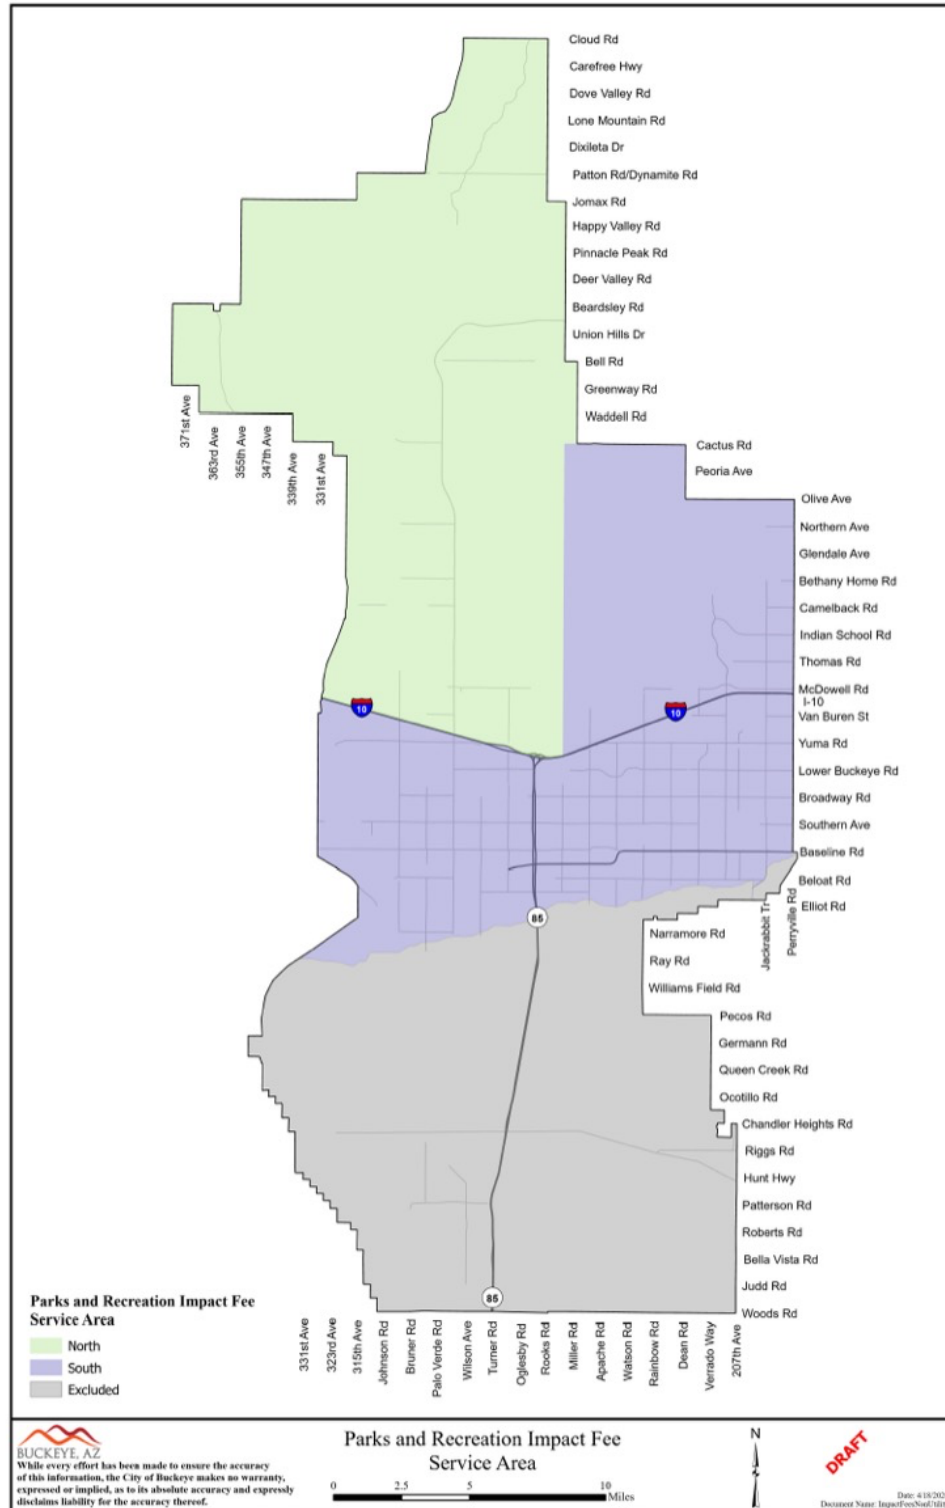 Cloud Rd
Carefree Hwy
Dove Valley Rd
Lone Mountain Rd
Dixileta Dr
Patton Rd/Dynamite Rd
Jomax Rd
Happy Valley Rd
Pinnacle Peak Rd
Deer Valley Rd
Beardsley Rd
Union Hills Dr
Bell Rd
Greenway Rd
Waddell Rd
371st Ave
363rd Ave
355th Ave
347th Ave
339th Ave
331st Ave
Cactus Rd
Peoria Ave
Olive Ave
Northern Ave
Glendale Ave
Bethany Home Rd
Camelback Rd
Indian School Rd
Thomas Rd
McDowell Rd
I-10
10
10
Van Buren St
Yuma Rd
Lower Buckeye Rd
Broadway Rd
Southern Ave
Baseline Rd
Beloat Rd
Elliot Rd
85
Jackrabbit Tr
Perryville Rd
Narramore Rd
Ray Rd
Williams Field Rd
Pecos Rd
Germann Rd
Queen Creek Rd
Ocotillo Rd
Chandler Heights Rd
Riggs Rd
Hunt Hwy
Patterson Rd
Roberts Rd
Bella Vista Rd
Judd Rd
Woods Rd
85
Parks and Recreation Impact Fee
Service Area
North
South
Excluded
331st Ave
323rd Ave
315th Ave
Johnson Rd
Bruner Rd
Palo Verde Rd
Wilson Ave
Turner Rd
Oglesby Rd
Rooks Rd
Miller Rd
Apache Rd
Watson Rd
Rainbow Rd
Dean Rd
Verrado Way
207th Ave
BUCKEYE, AZ
While every effort has been made to ensure the accuracy
of this information, the City of Buckeye makes no warranty,
expressed or implied, as to its absolute accuracy and expressly
disclaims liability for the accuracy thereof.
Parks and Recreation Impact Fee
Service Area
0 2.5 5 10
Miles
N
DRAFT
Date: 4/18/202
Document Name: ImpactFeesNonUtilit